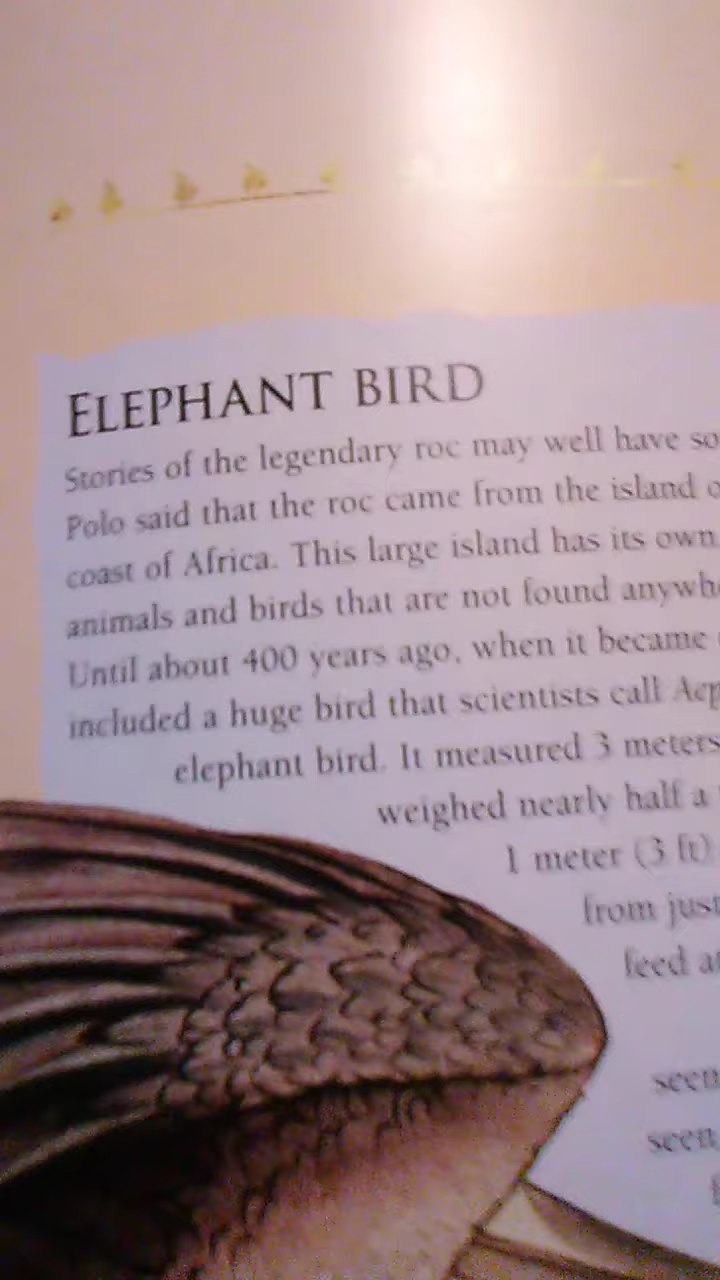 ELEPHANT BIRD
Stories of the legendary roc may well have so
Polo said that the roc came from the island o
coast of Africa. This large island has its own
animals and birds that are not found anywh
Until about 400 years ago, when it became
included a huge bird that scientists call Aep
elephant bird. It measured 3 meters
weighed nearly half a
1 meter (3 ft)
from just
feed a
seen
seen